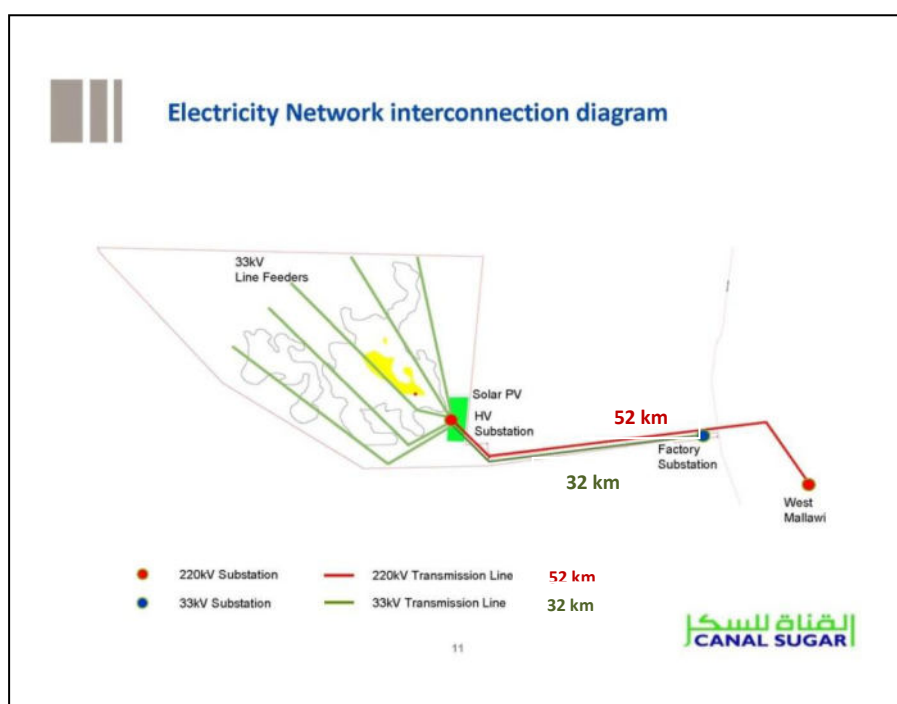 Electricity Network interconnection diagram
33kV
Line Feeders
Solar PV
HV
Substation
52 km
Factory
Substation
32 km
West
Mallawi
220kV Substation
220kV Transmission Line
52 km
33kV Substation
33kV Transmission Line
32 km
11
القناة للسكر
CANAL SUGAR